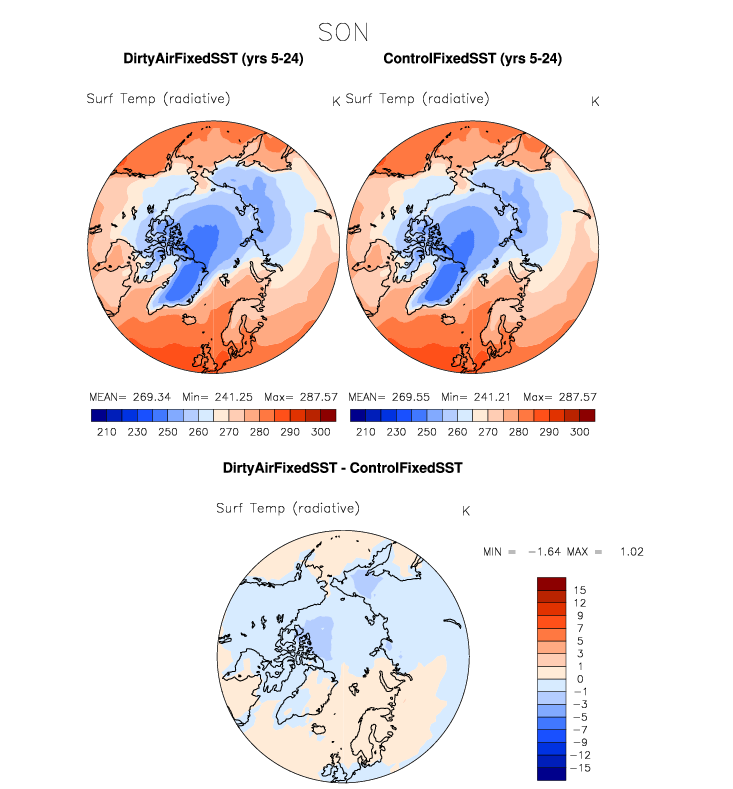 SON
DirtyAirFixedSST (yrs 5-24) ControlFixedSST (yrs 5-24)
Surf Temp (radiative) K Surf Temp (radiative) K
MEAN= 269.34 Min= 241.25 Max= 287.57 MEAN= 269.55 Min= 241.21 Max= 287.57
210 230 250 260 270 280 290 300 210 230 250 260 270 280 290 300
DirtyAirFixedSST - ControlFixedSST
Surf Temp (radiative) K
MIN = -1.64 MAX = 1.02
15
12
9
7
5
3
1
0
-1
-3
-5
-7
-9
-12
-15